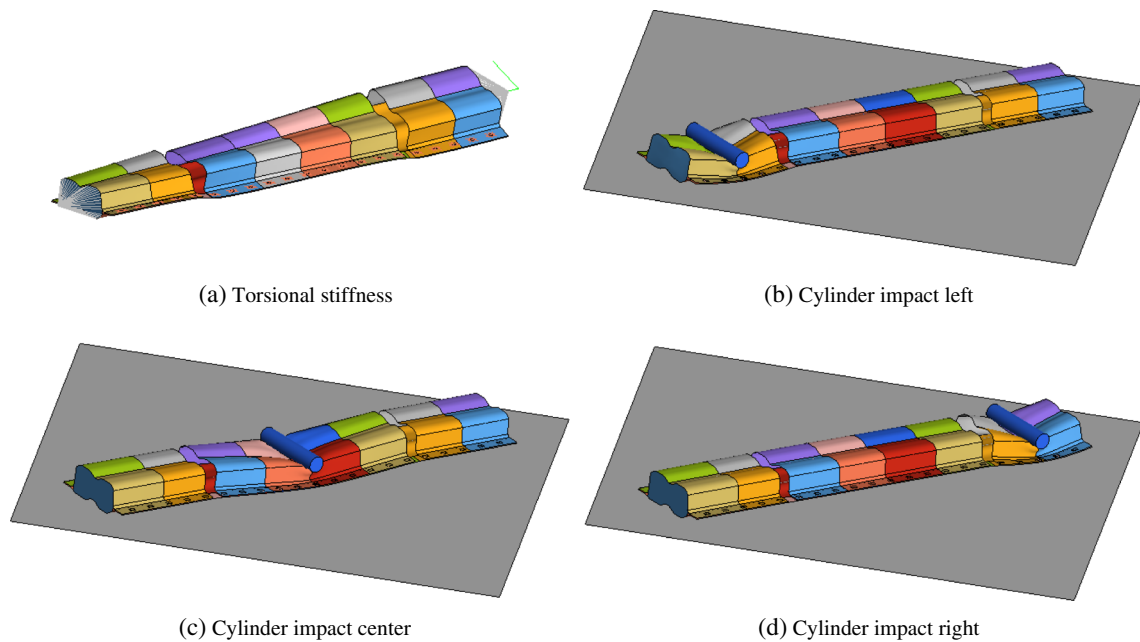 (a) Torsional stiffness
(b) Cylinder impact left
(c) Cylinder impact center
(d) Cylinder impact right